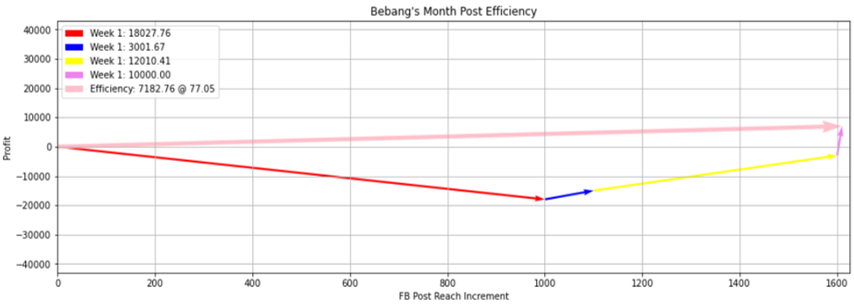 Bebang's Month Post Efficiency
Week 1: 18027.76
Week 1: 3001.67
Week 1: 12010.41
Week 1: 10000.00
Efficiency: 7182.76 @ 77.05
40000
30000
20000
10000
0
−10000
−20000
−30000
−40000
Profit
0 200 400 600 800 1000 1200 1400 1600
FB Post Reach Increment